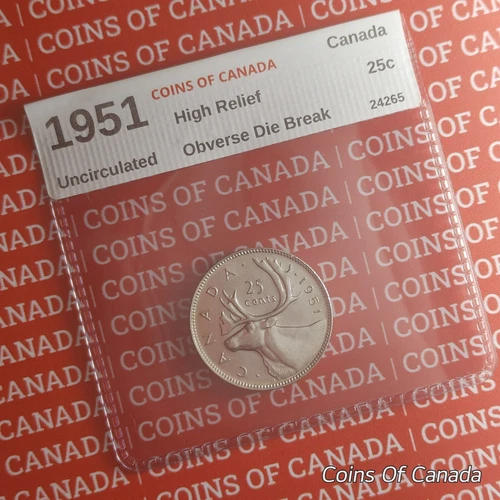 COINS OF CANADA
Canada
1951
High Relief
25c
Uncirculated
Obverse Die Break
24265
CANADA · 1951
25
cents
Coins Of Canada